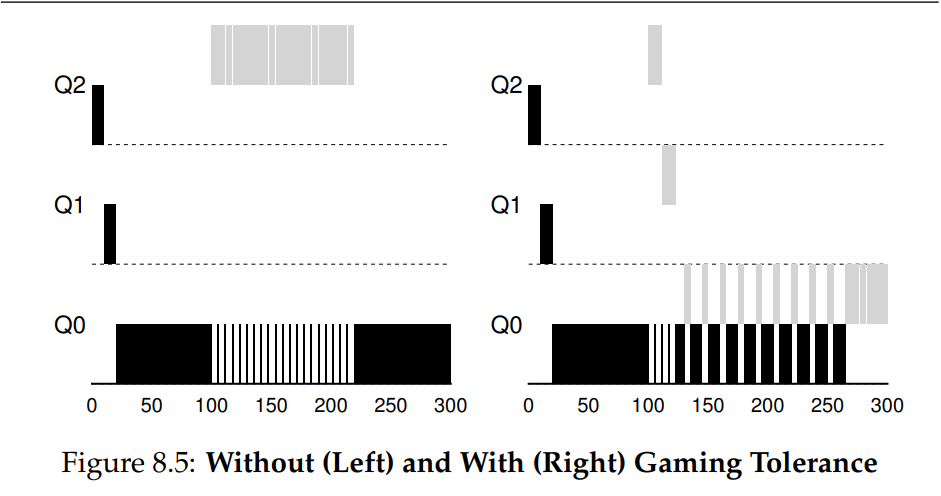 Q2 Q2
Q1 Q1
Q0 Q0
0 50 100 150 200 250 300 0 50 100 150 200 250 300
Figure 8.5: Without (Left) and With (Right) Gaming Tolerance